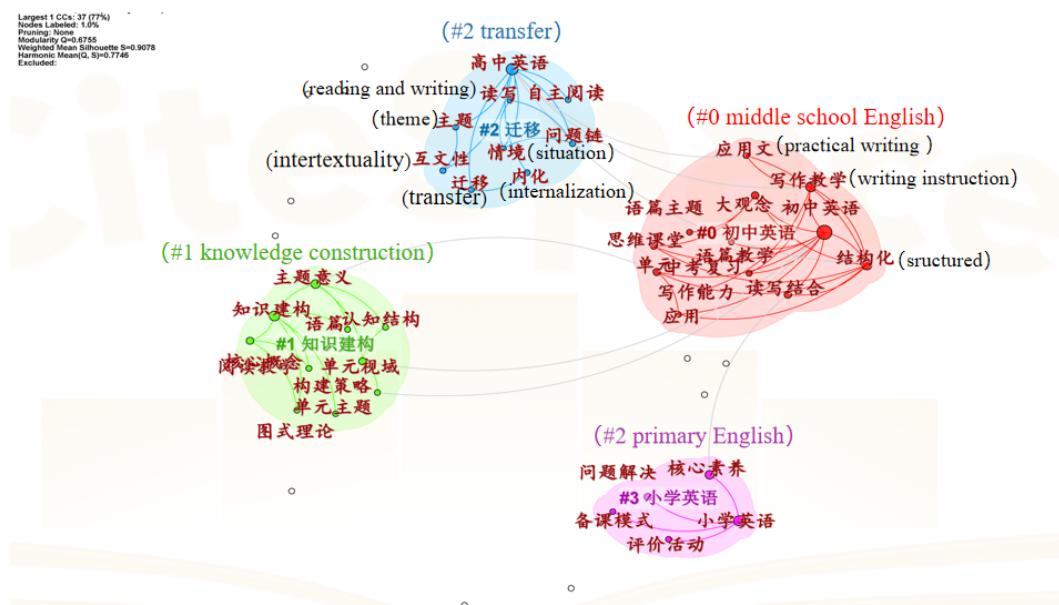 Largest 1 CCs: 37 (77%)
Nodes Labeled: 1.0%
Pruning: None
Modularity Q=0.6755
Weighted Mean Silhouette S=0.9078
Harmonic Mean(Q, S)=0.7746
Excluded:
(#2 transfer)
高中英语
(reading and writing) 读写 自主阅读
(theme) 主题
#2 迁移 问题链
(intertextuality) 互文性 情境 (situation)
(transfer) 迁移 内化 (internalization)
(#0 middle school English)
应用文 (practical writing )
写作教学 (writing instruction)
语篇主题 大观念 初中英语
#0 初中英语
思维课堂
语篇教学 结构化 (sructured)
单元 中考复习
写作能力 读写结合
应用
(#1 knowledge construction)
主题意义
知识建构
语篇 认知结构
#1 知识建构
核心概念
阅读教学 单元视域
构建策略
单元主题
图式理论
(#2 primary English)
问题解决 核心素养
#3 小学英语
备课模式 小学英语
评价活动